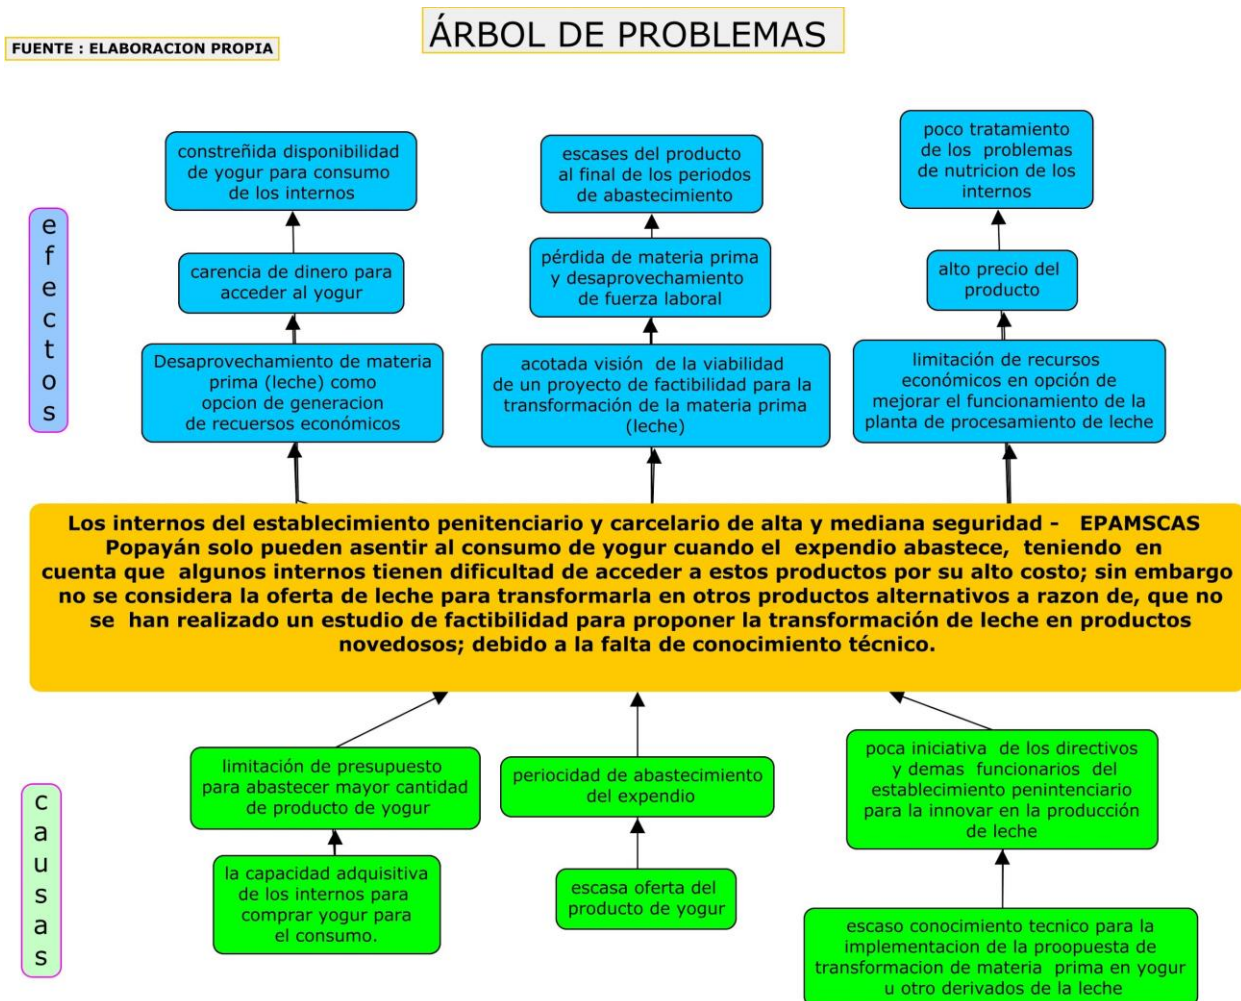 ÁRBOL DE PROBLEMAS
FUENTE : ELABORACION PROPIA
efectos
constreñida disponibilidad
de yogur para consumo
de los internos
escases del producto
al final de los periodos
de abastecimiento
poco tratamiento
de los problemas
de nutricion de los
internos
carencia de dinero para
acceder al yogur
pérdida de materia prima
y desaprovechamiento
de fuerza laboral
alto precio del
producto
Desaprovechamiento de materia
prima (leche) como
opcion de generacion
de recuersos económicos
acotada visión de la viabilidad
de un proyecto de factibilidad para la
transformación de la materia prima
(leche)
limitación de recursos
económicos en opción de
mejorar el funcionamiento de la
planta de procesamiento de leche
Los internos del establecimiento penitenciario y carcelario de alta y mediana seguridad - EPAMSCAS
Popayán solo pueden asentir al consumo de yogur cuando el expendio abastece, teniendo en
cuenta que algunos internos tienen dificultad de acceder a estos productos por su alto costo; sin embargo
no se considera la oferta de leche para transformarla en otros productos alternativos a razon de, que no
se han realizado un estudio de factibilidad para proponer la transformación de leche en productos
novedosos; debido a la falta de conocimiento técnico.
causas
limitación de presupuesto
para abastecer mayor cantidad
de producto de yogur
periocidad de abastecimiento
del expendio
poca iniciativa de los directivos
y demas funcionarios del
establecimiento penintenciario
para la innovar en la producción
de leche
la capacidad adquisitiva
de los internos para
comprar yogur para
el consumo.
escasa oferta del
producto de yogur
escaso conocimiento tecnico para la
implementacion de la proopuesta de
transformacion de materia prima en yogur
u otro derivados de la leche